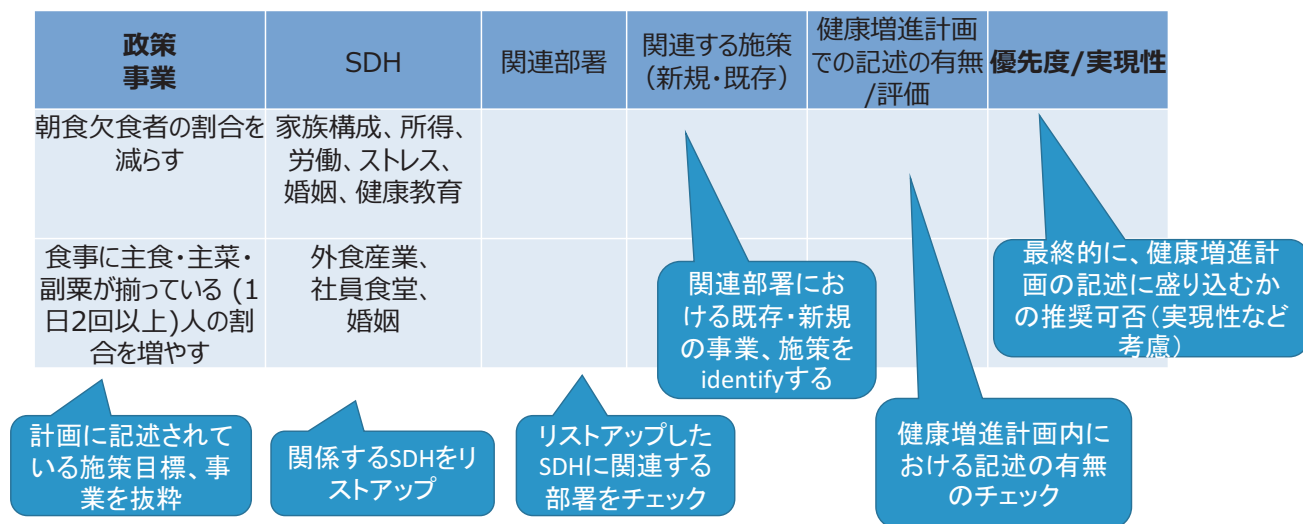 政策
事業
SDH
関連部署
関連する施策
（新規・既存）
健康増進計画
での記述の有無
/評価
優先度/実現性
朝食欠食者の割合を
減らす
家族構成、所得、
労働、ストレス、
婚姻、健康教育
食事に主食・主菜・
副粟が揃っている (1
日2回以上)人の割
合を増やす
外食産業、
社員食堂、
婚姻
計画に記述されて
いる施策目標、事
業を抜粋
関係するSDHをリ
ストアップ
リストアップした
SDHに関連する
部署をチェック
関連部署にお
ける既存・新規
の事業、施策を
identifyする
健康増進計画内に
おける記述の有無
のチェック
最終的に、健康増進計
画の記述に盛り込むか
の推奨可否（実現性など
考慮）